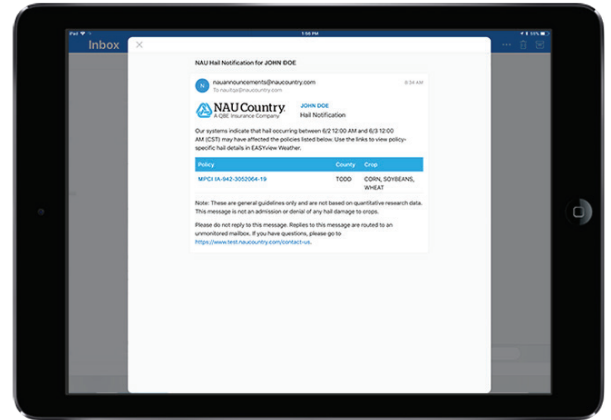 iPad
1:55 PM
Inbox
NAU Hail Notification for JOHN DOE
N
nauannouncements@naucountry.com
9:34 AM
NAU Country
A QBE Insurance Company
JOHN DOE
Hail Notification
Our systems indicate that hail occurring between 6/2 12:00 AM and 6/3 12:00
AM (CST) may have affected the policies listed below. Use the links to view policy-
specific hail details in EASYview Weather.
Policy County Crop
MPCI IA-942-3052064-19 TODD CORN, SOYBEANS,
WHEAT
Note: These are general guidelines only and are not based on quantitative research data.
This message is not an admission or denial of any hail damage to crops.
Please do not reply to this message. Replies to this message are routed to an
unmonitored mailbox. If you have questions, please go to
https://www.test.naucountry.com/contact-us.